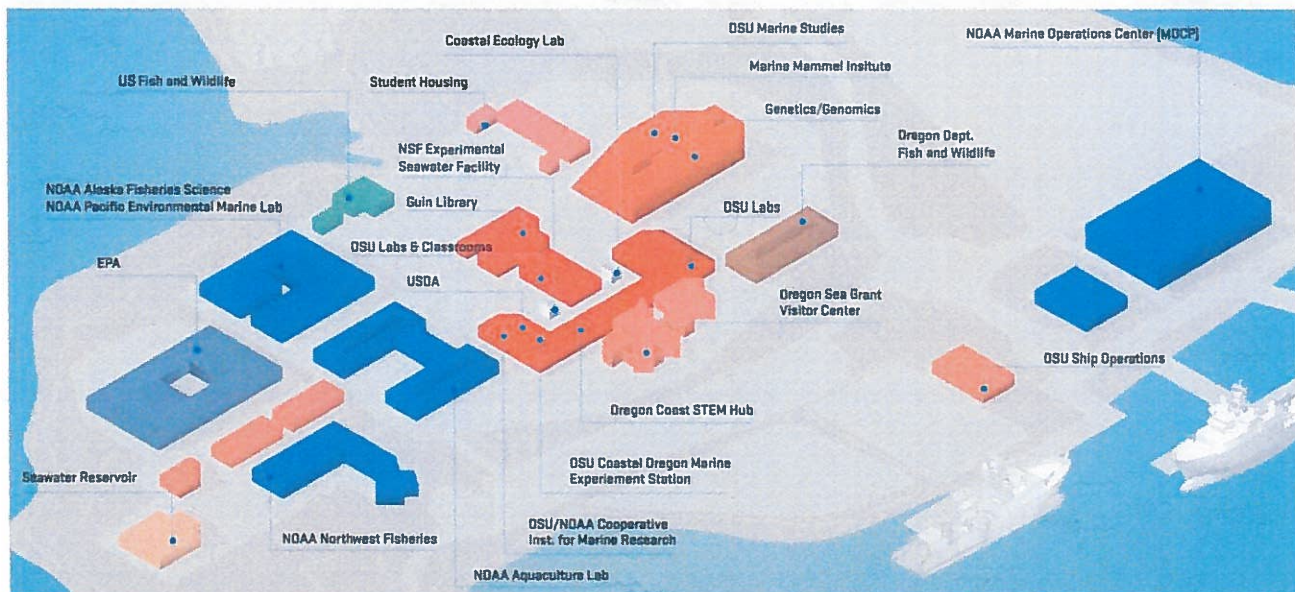 Coastal Ecology Lab
OSU Marine Studies
NOAA Marine Operations Center (MOCP)
US Fish and Wildlife
Student Housing
Marine Mammel Insitute
Genetics/Genomics
NSF Experimental
Seawater Facility
Oregon Dept.
Fish and Wildlife
NOAA Alaska Fisheries Science
NOAA Pacific Environmental Marine Lab
Guin Library
OSU Labs
OSU Labs & Classrooms
EPA
USDA
Oregon Sea Grant
Visitor Center
OSU Ship Operations
Oregon Coast STEM Hub
Seawater Reservoir
OSU Coastal Oregon Marine
Experiement Station
NOAA Northwest Fisheries
OSU/NOAA Cooperative
Inst. for Marine Research
NOAA Aquaculture Lab